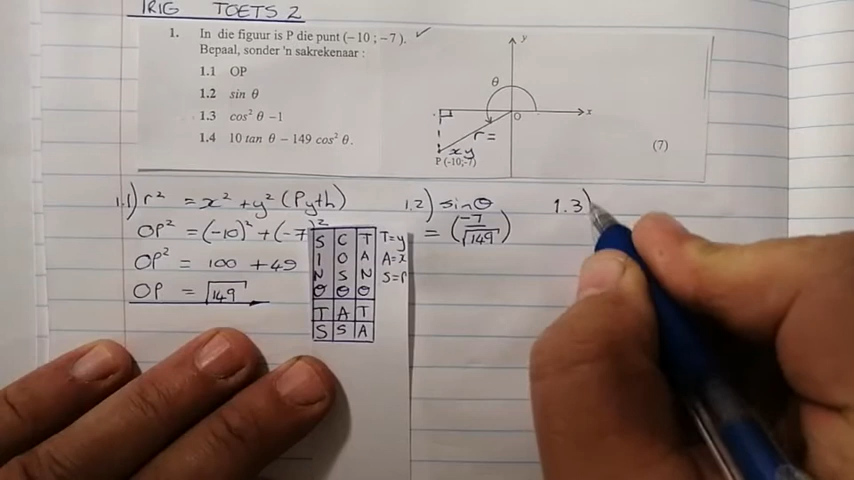 TRIG TOETS 2
1. In die figuur is P die punt (−10 ; −7). ✓
Bepaal, sonder 'n sakrekenaar :
1.1 OP
1.2 sin θ
1.3 cos² θ −1
1.4 10 tan θ − 149 cos² θ.
(7)
y
θ
x
O
r =
x y
P (-10;-7)
1.1) r² = x² + y² (Pyth)
OP² = (-10)² + (-7)²
OP² = 100 + 49
OP = √149
S C T
I O A
N S N
θ θ θ
T A T
S S A
T=y
A=x
S=r
1.2) sinθ
= (-7/√149)
1.3)